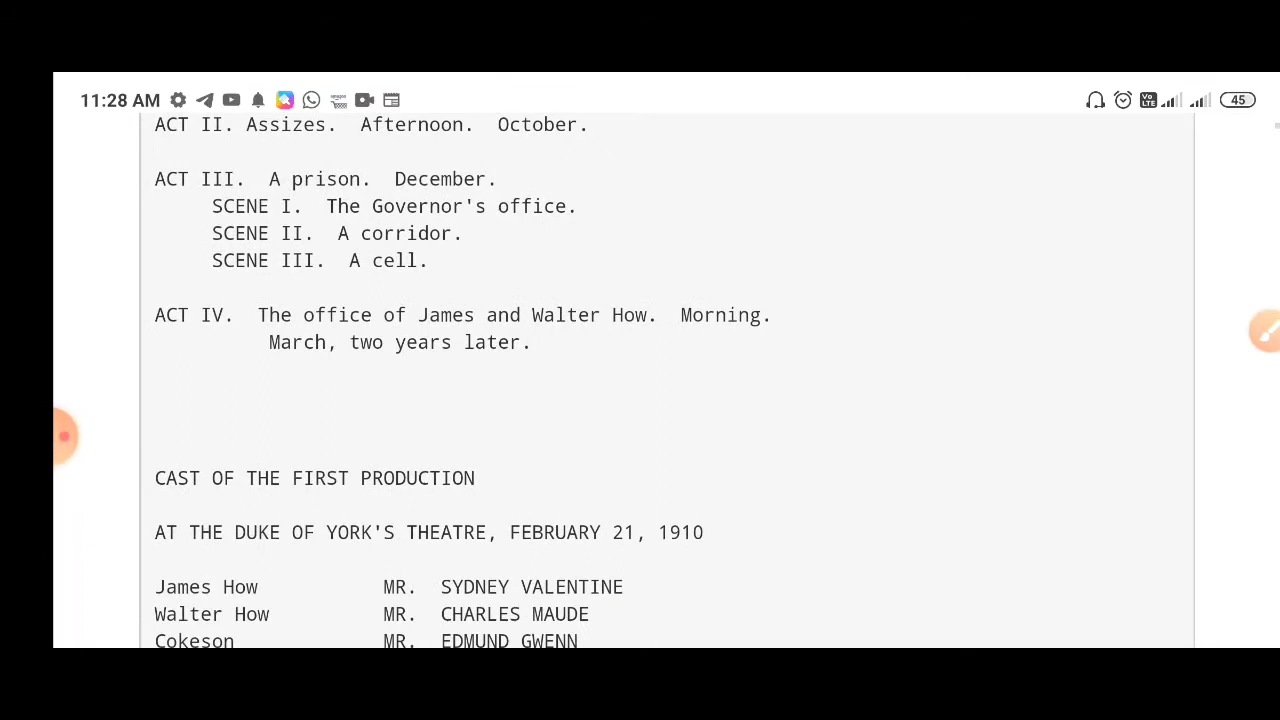 11:28 AM
Vo LTE
45
ACT II. Assizes. Afternoon. October.
ACT III. A prison. December.
SCENE I. The Governor's office.
SCENE II. A corridor.
SCENE III. A cell.
ACT IV. The office of James and Walter How. Morning.
March, two years later.
CAST OF THE FIRST PRODUCTION
AT THE DUKE OF YORK'S THEATRE, FEBRUARY 21, 1910
James How MR. SYDNEY VALENTINE
Walter How MR. CHARLES MAUDE
Cokeson MR. EDMUND GWENN